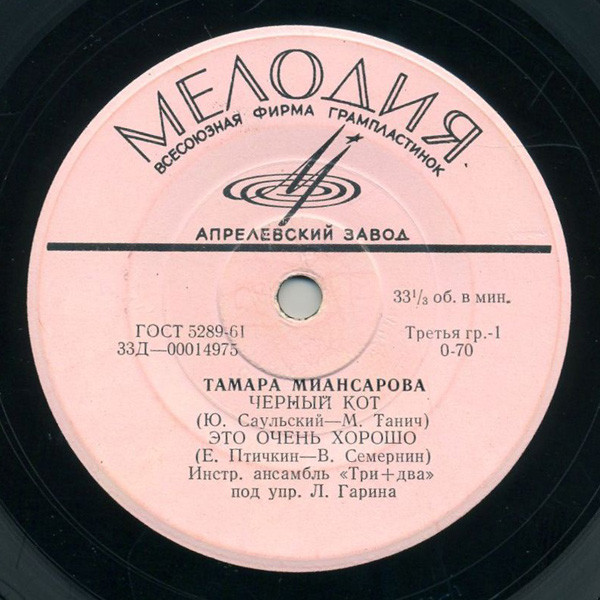 МЕЛОДИЯ
ВСЕСОЮЗНАЯ ФИРМА ГРАМПЛАСТИНОК
АПРЕЛЕВСКИЙ ЗАВОД
33⅓ об. в мин.
ГОСТ 5289-61
Третья гр.-1
33Д—00014975
0-70
ТАМАРА МИАНСАРОВА
ЧЕРНЫЙ КОТ
(Ю. Саульский—М. Танич)
ЭТО ОЧЕНЬ ХОРОШО
(Е. Птичкин—В. Семернин)
Инстр. ансамбль «Три+два»
под упр. Л. Гарина